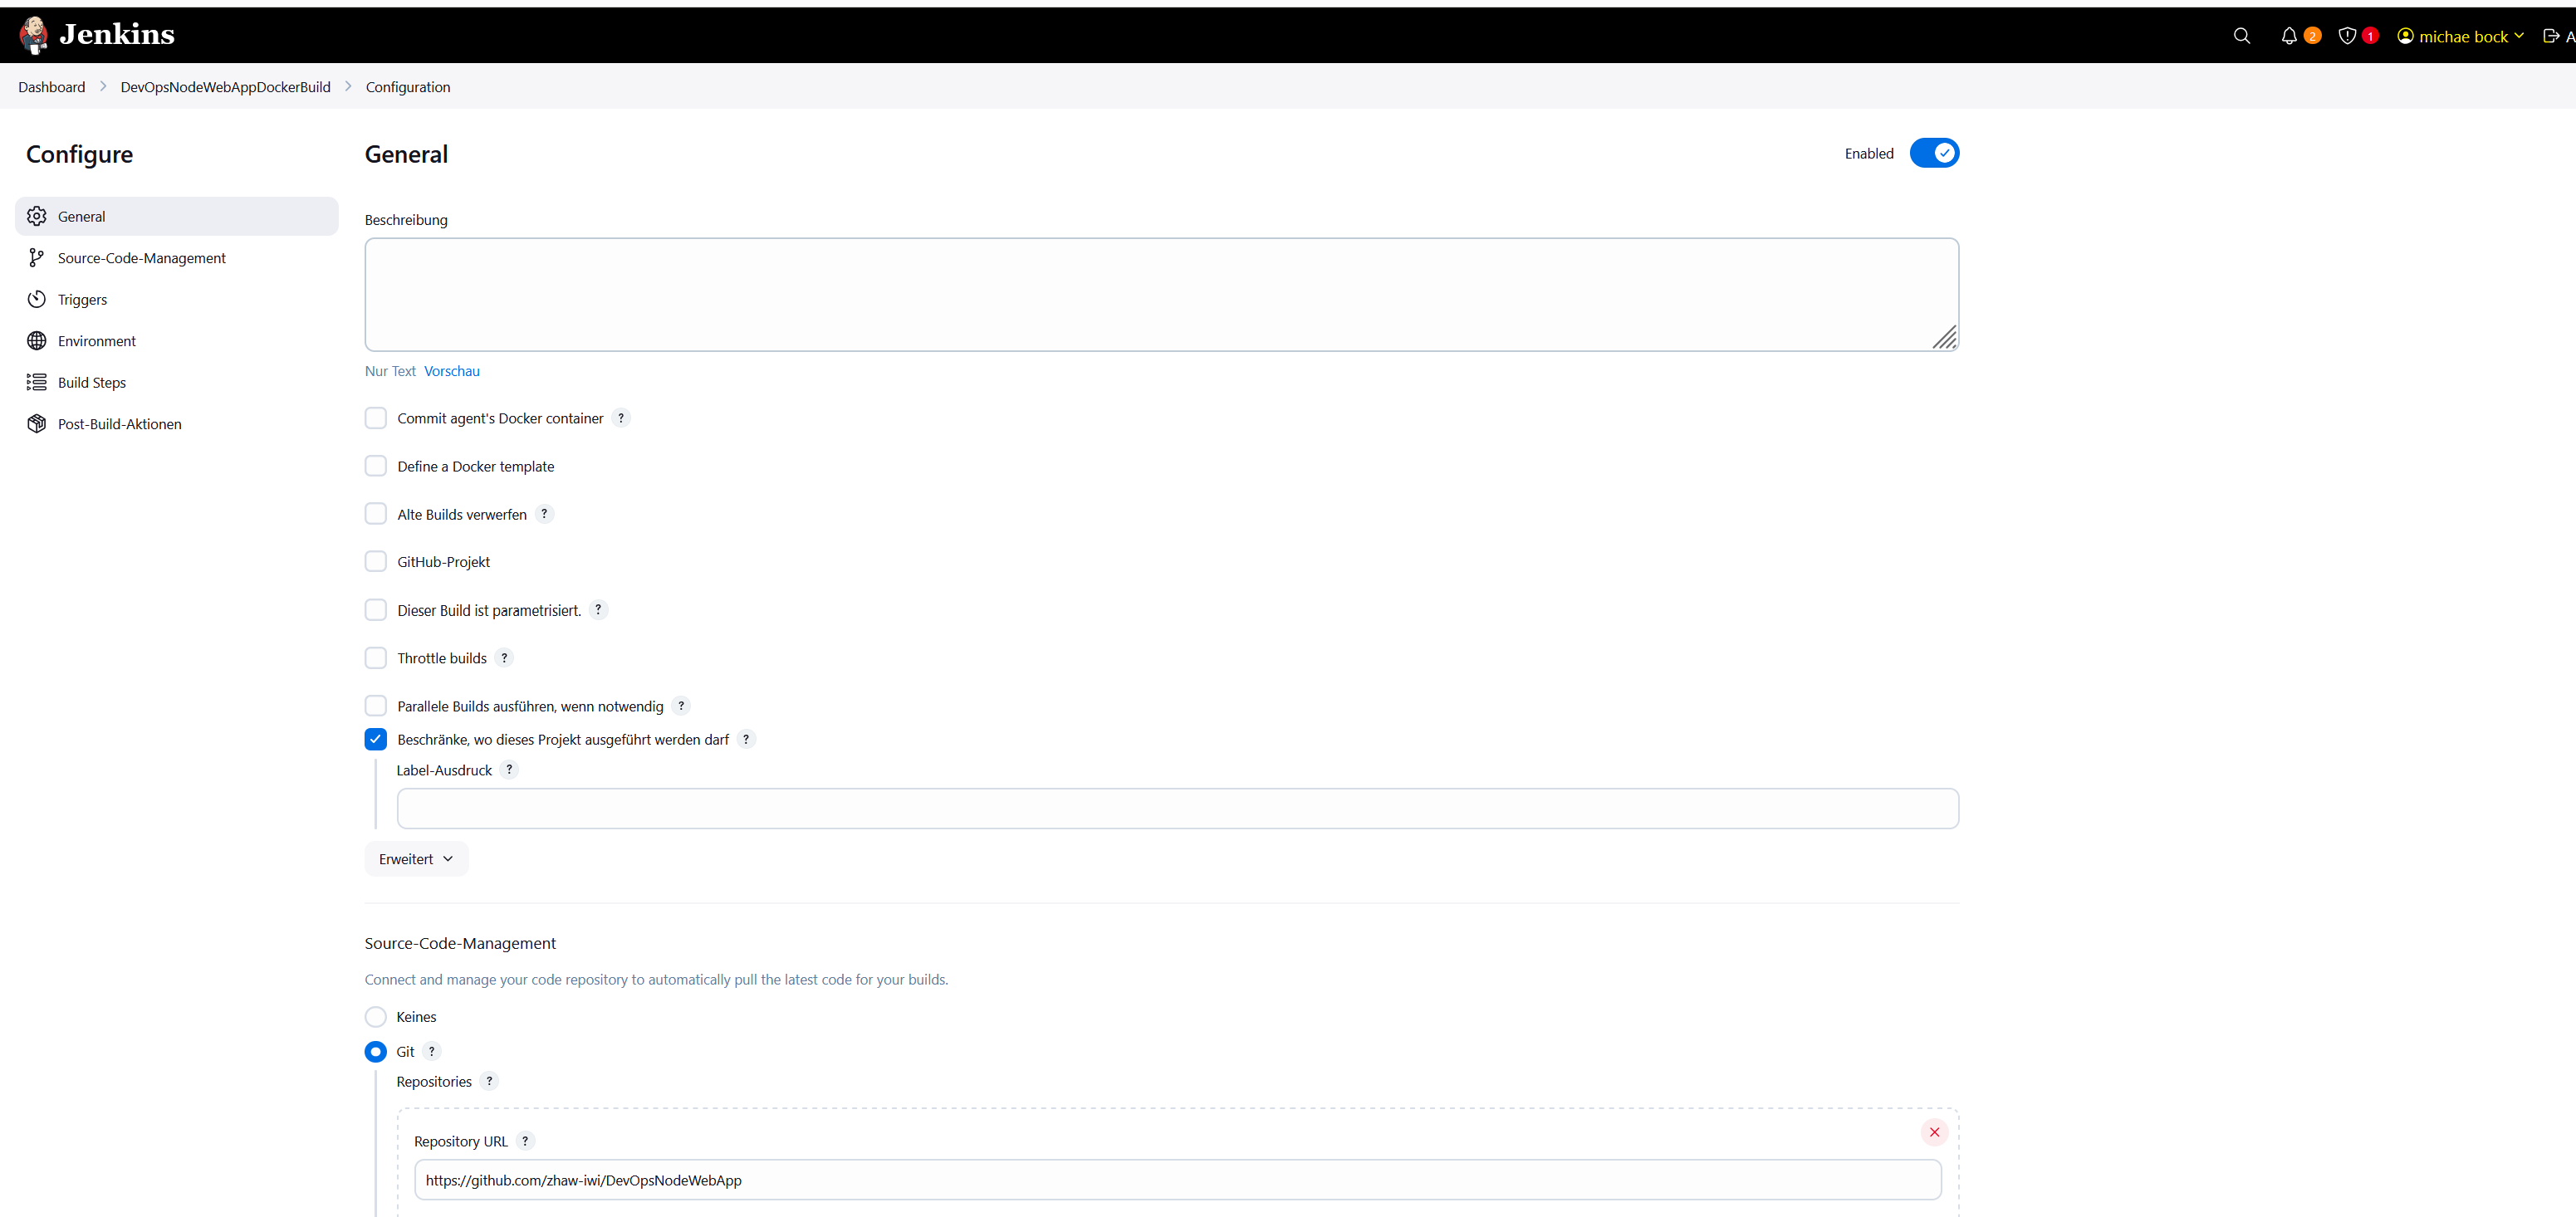 Jenkins
2
1
michae bock
A
Dashboard
DevOpsNodeWebAppDockerBuild
Configuration
Configure
General
Source-Code-Management
Triggers
Environment
Build Steps
Post-Build-Aktionen
General
Enabled
Beschreibung
Nur Text Vorschau
Commit agent's Docker container ?
Define a Docker template
Alte Builds verwerfen ?
GitHub-Projekt
Dieser Build ist parametrisiert. ?
Throttle builds ?
Parallele Builds ausführen, wenn notwendig ?
Beschränke, wo dieses Projekt ausgeführt werden darf ?
Label-Ausdruck ?
Erweitert
Source-Code-Management
Connect and manage your code repository to automatically pull the latest code for your builds.
Keines
Git ?
Repositories ?
Repository URL ?
https://github.com/zhaw-iwi/DevOpsNodeWebApp